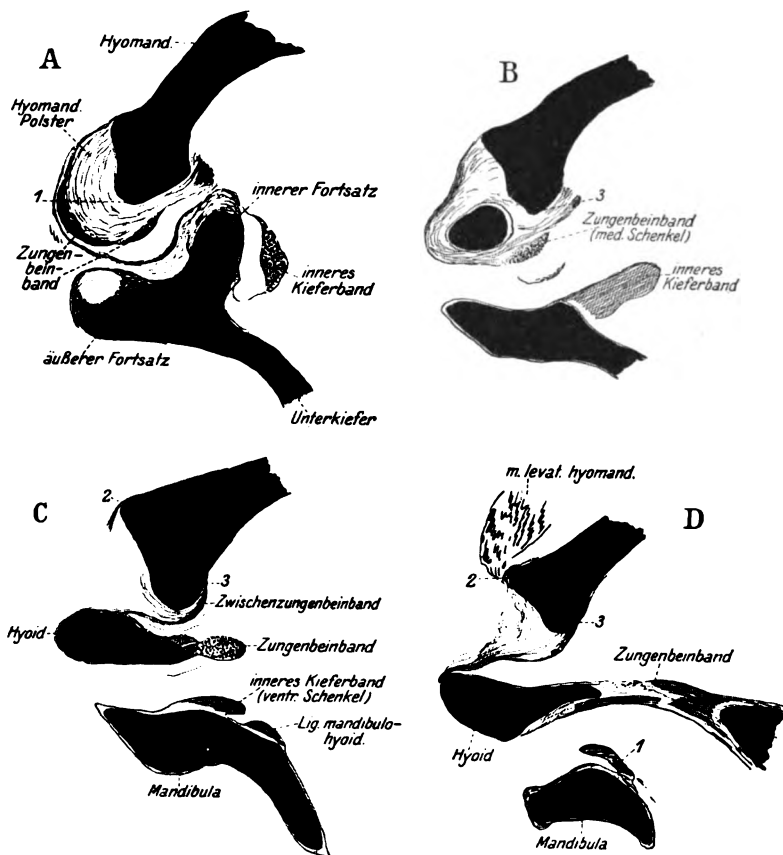 A
Hyomand.
Hyomand.
Polster
1
Zungen-
bein-
band
innerer Fortsatz
inneres
Kieferband
äußerer Fortsatz
Unterkiefer
B
3
Zungenbeinband
(med. Schenkel)
inneres
Kieferband
C
2
3
Zwischenzungenbeinband
Hyoid
Zungenbeinband
inneres Kieferband
(ventr. Schenkel)
Lig. mandibulo-
hyoid.
Mandibula
m. levat. hyomand.
D
2
3
Zungenbeinband
Hyoid
1
Mandibula